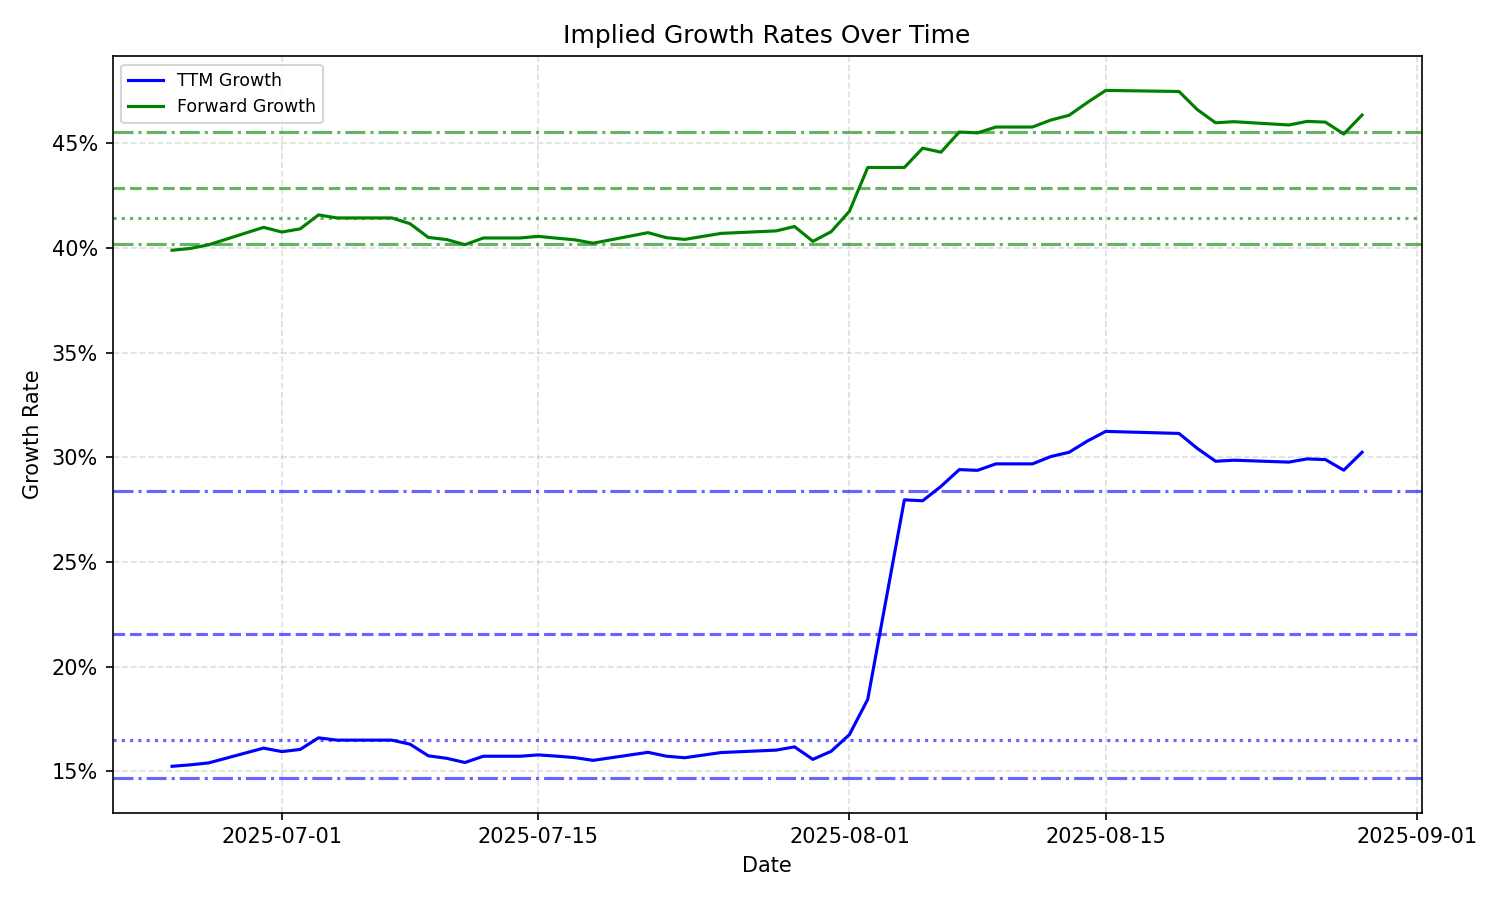 Implied Growth Rates Over Time
TTM Growth
Forward Growth
45%
40%
35%
30%
25%
20%
15%
Growth Rate
2025-07-01
2025-07-15
2025-08-01
2025-08-15
2025-09-01
Date